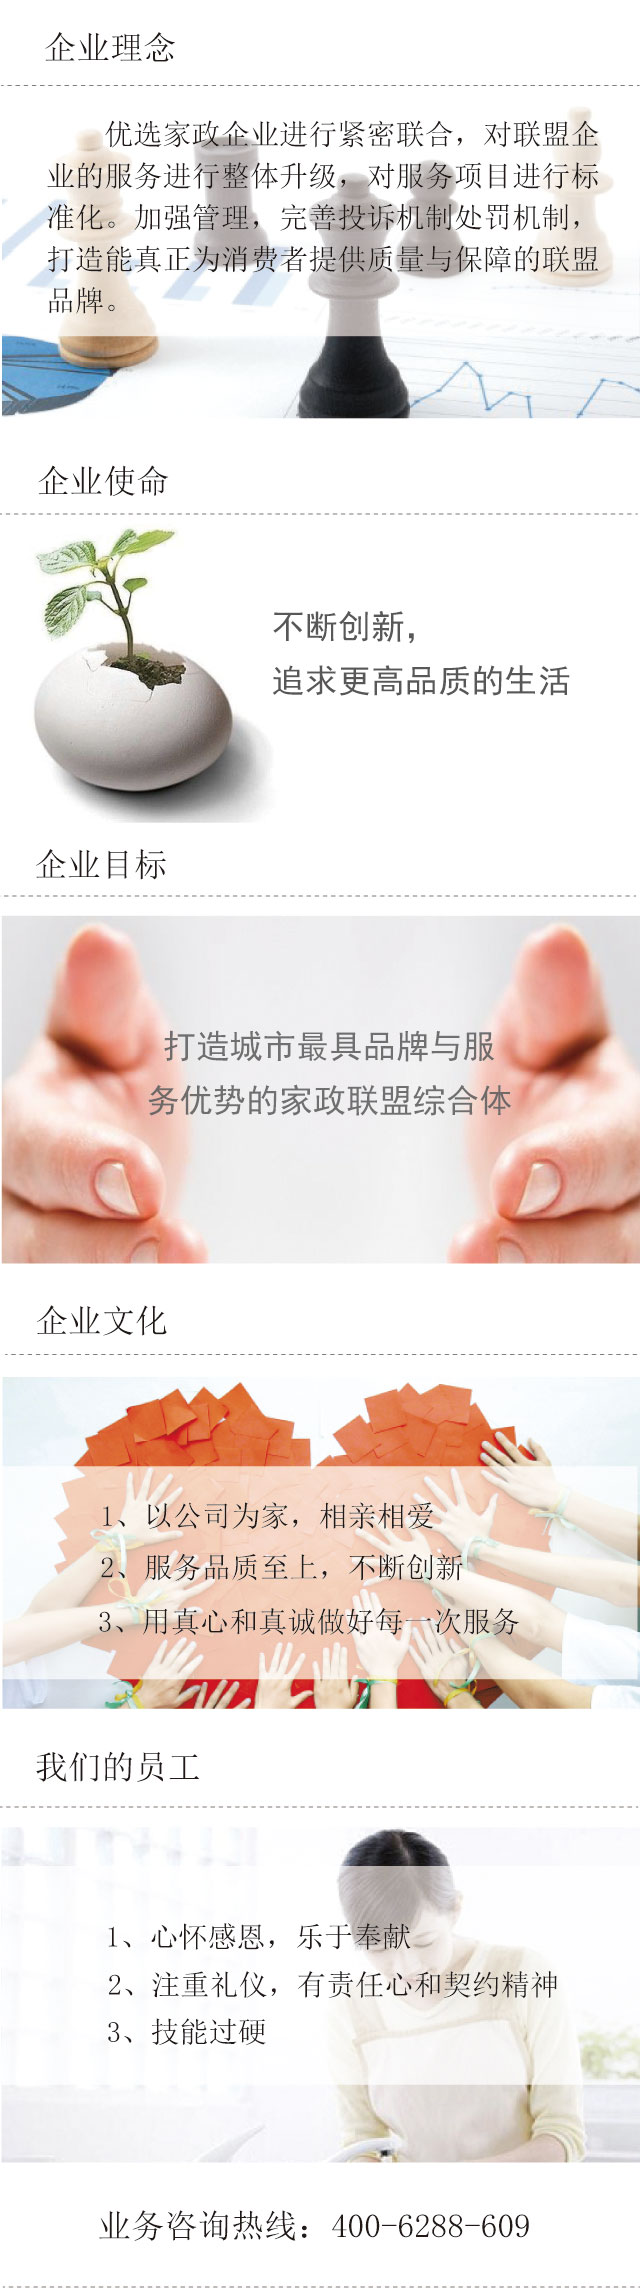 企业理念
优选家政企业进行紧密联合，对联盟企
业的服务进行整体升级，对服务项目进行标
准化。加强管理，完善投诉机制处罚机制，
打造能真正为消费者提供质量与保障的联盟
品牌。
企业使命
不断创新，
追求更高品质的生活
企业目标
打造城市最具品牌与服
务优势的家政联盟综合体
企业文化
1、以公司为家，相亲相爱
2、服务品质至上，不断创新
3、用真心和真诚做好每一次服务
我们的员工
1、心怀感恩，乐于奉献
2、注重礼仪，有责任心和契约精神
3、技能过硬
业务咨询热线：400-6288-609